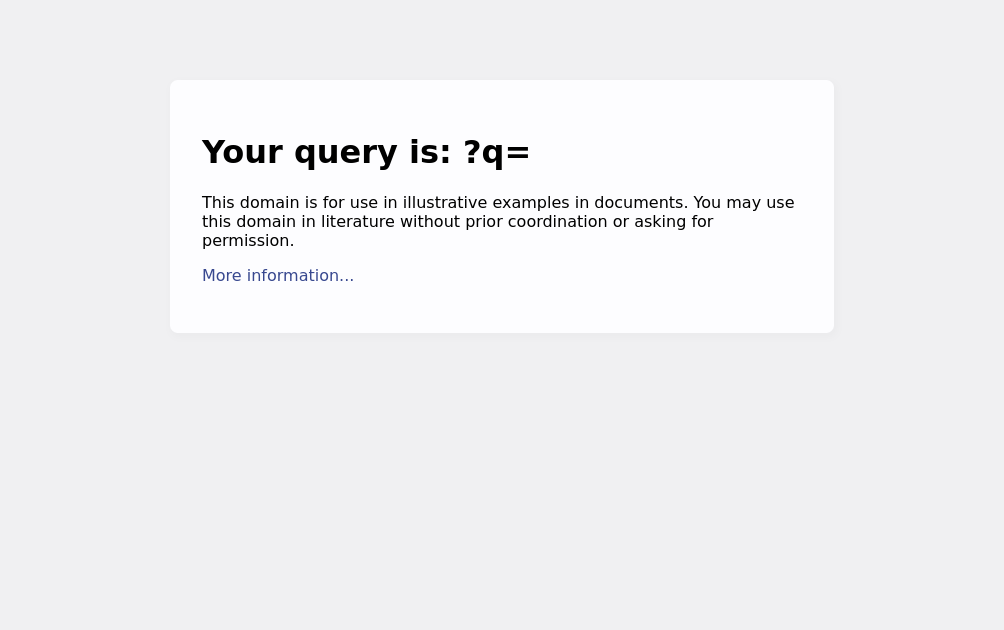 Your query is: ?q=
This domain is for use in illustrative examples in documents. You may use
this domain in literature without prior coordination or asking for
permission.
More information...